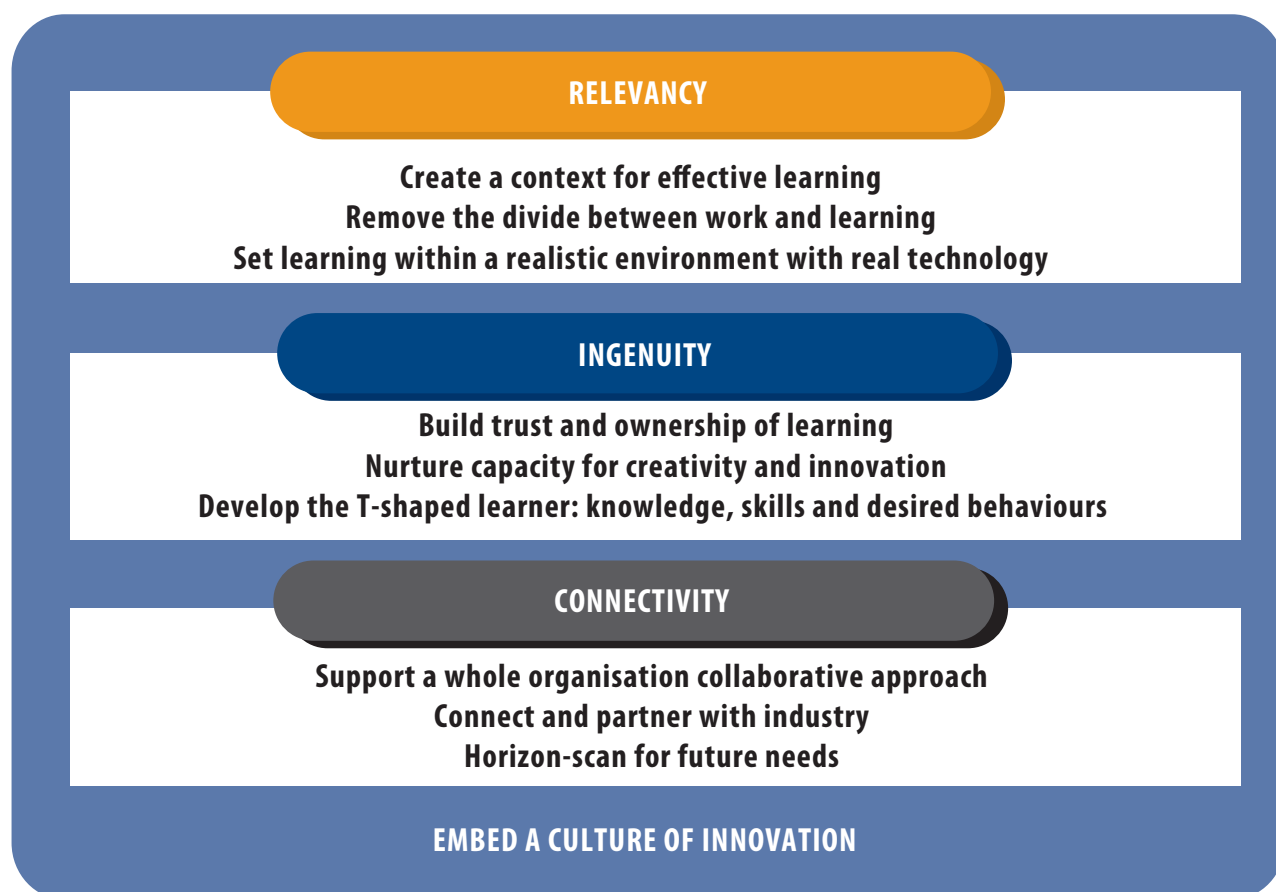 RELEVANCY
Create a context for effective learning
Remove the divide between work and learning
Set learning within a realistic environment with real technology
INGENUITY
Build trust and ownership of learning
Nurture capacity for creativity and innovation
Develop the T-shaped learner: knowledge, skills and desired behaviours
CONNECTIVITY
Support a whole organisation collaborative approach
Connect and partner with industry
Horizon-scan for future needs
EMBED A CULTURE OF INNOVATION